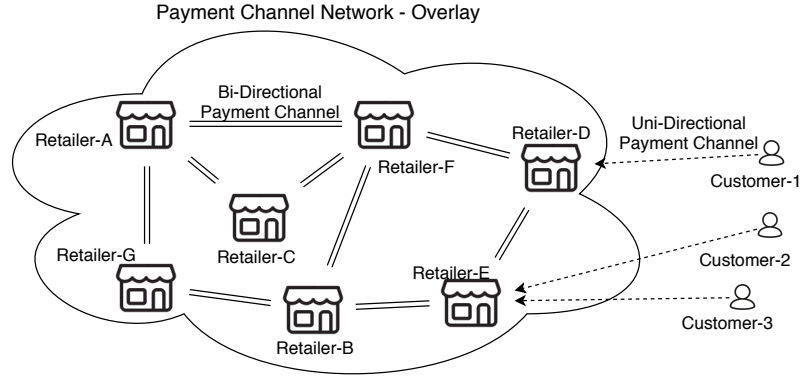 Payment Channel Network - Overlay
Bi-Directional
Payment Channel
Retailer-A
Retailer-F
Retailer-D
Uni-Directional
Payment Channel
Customer-1
Retailer-C
Retailer-G
Retailer-E
Customer-2
Retailer-B
Customer-3